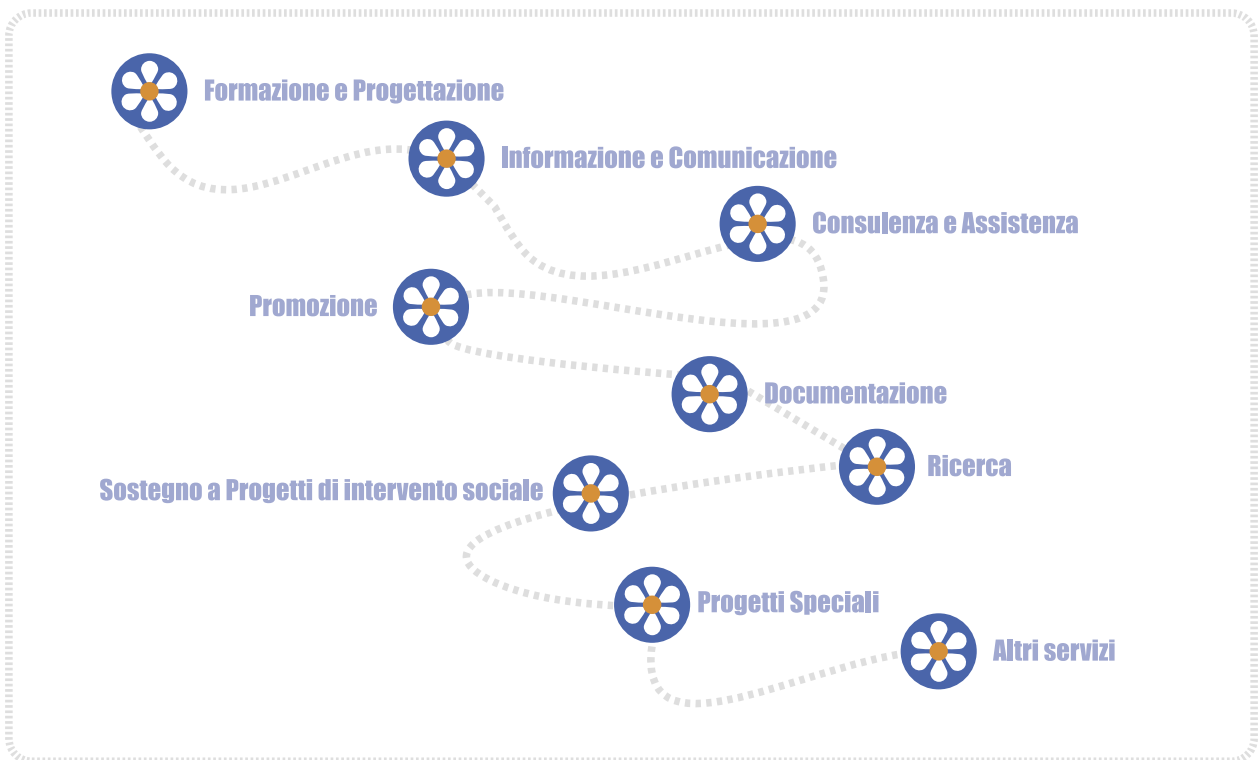 Formazione e Progettazione
Informazione e Comunicazione
Consulenza e Assistenza
Promozione
Documentazione
Ricerca
Sostegno a Progetti di intervento sociale
Progetti Speciali
Altri servizi